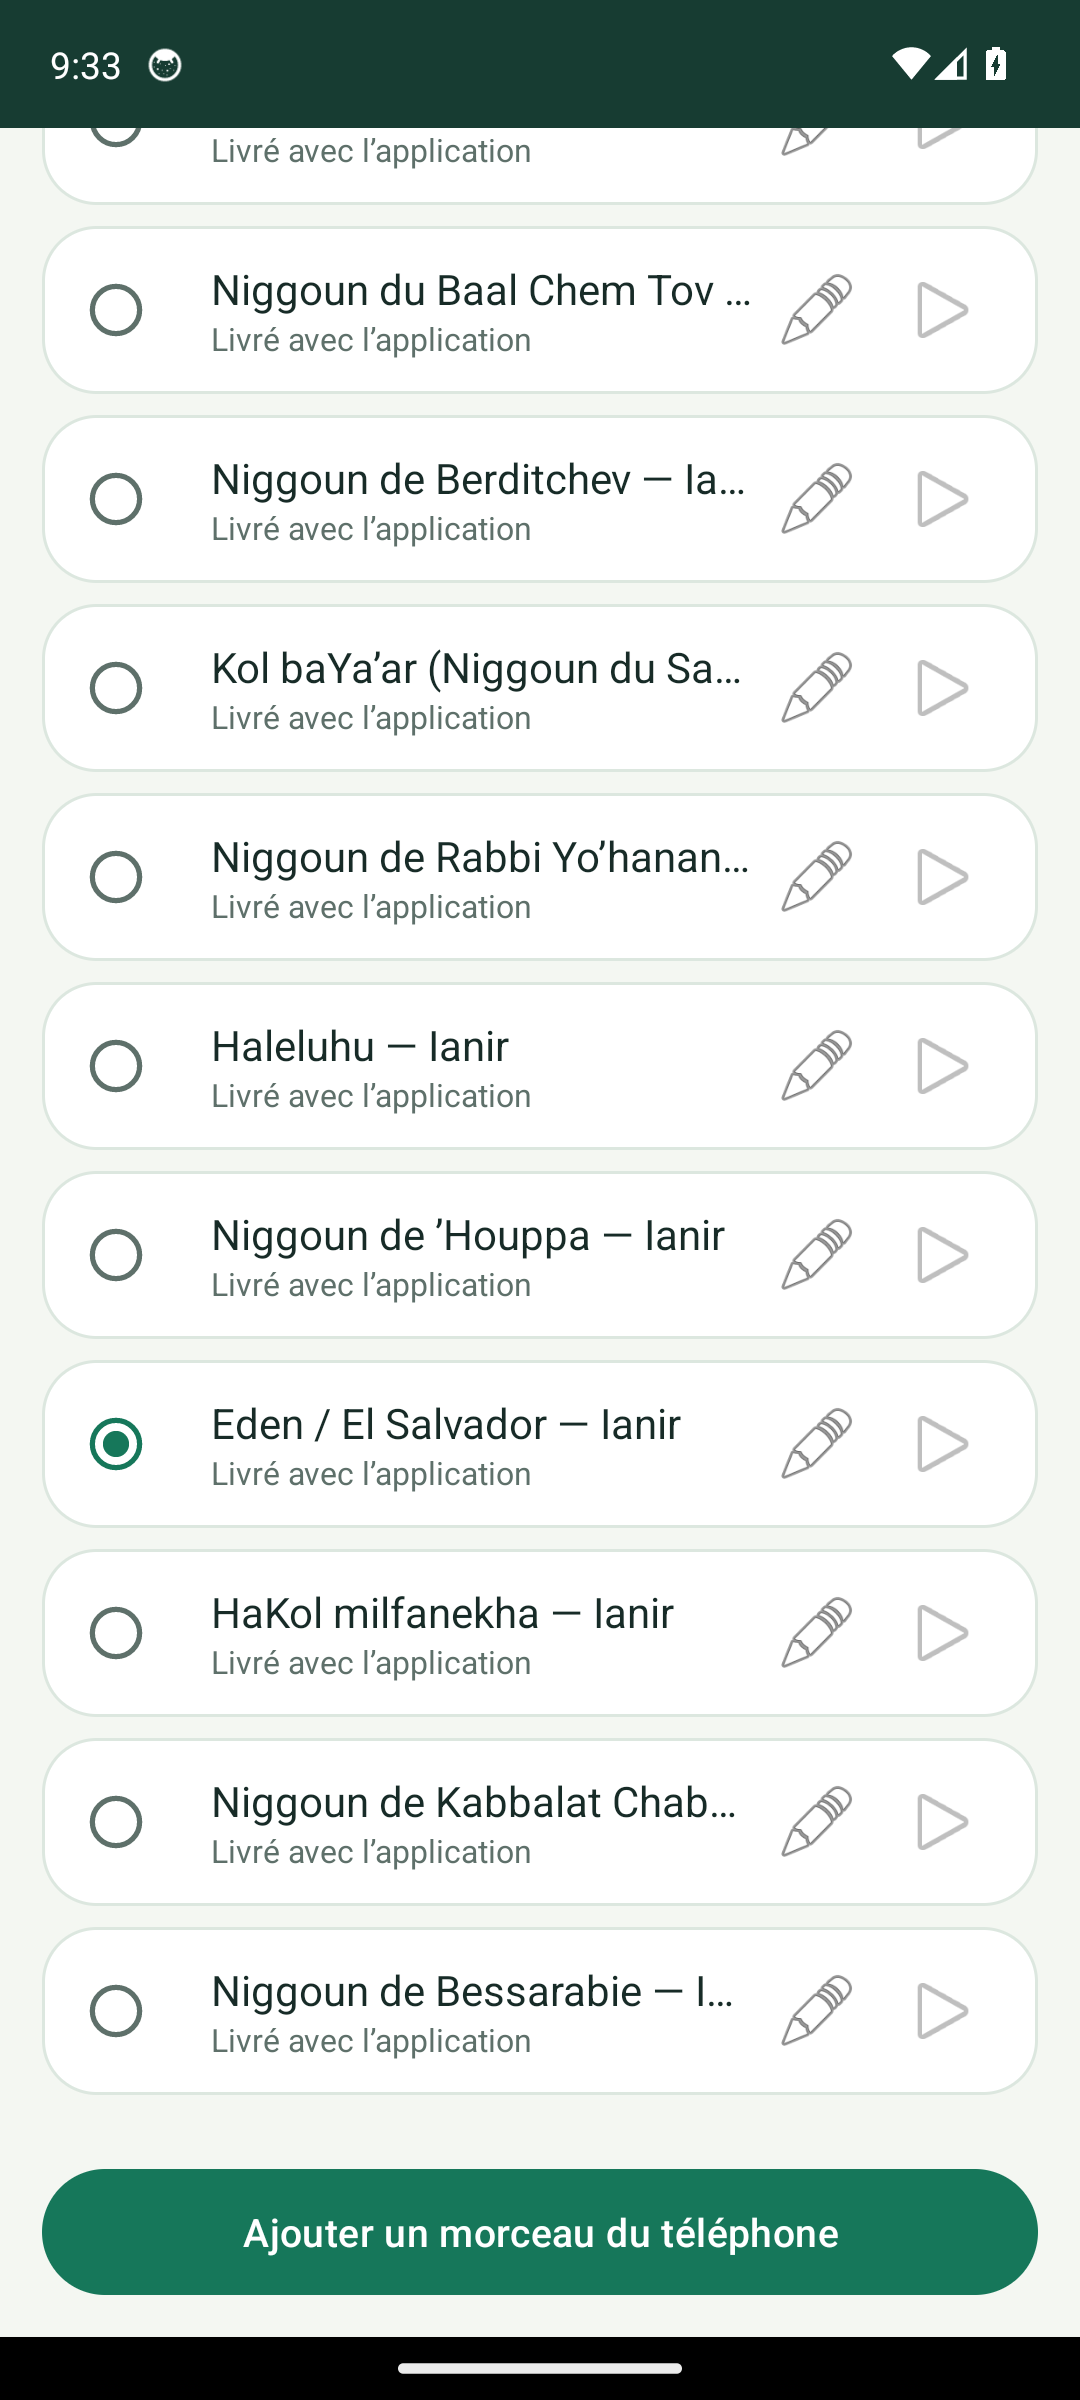 9:33
Livré avec l’application
Niggoun du Baal Chem Tov …
Livré avec l’application
Niggoun de Berditchev — Ia…
Livré avec l’application
Kol baYa’ar (Niggoun du Sa…
Livré avec l’application
Niggoun de Rabbi Yo’hanan…
Livré avec l’application
Haleluhu — Ianir
Livré avec l’application
Niggoun de ’Houppa — Ianir
Livré avec l’application
Eden / El Salvador — Ianir
Livré avec l’application
HaKol milfanekha — Ianir
Livré avec l’application
Niggoun de Kabbalat Chab…
Livré avec l’application
Niggoun de Bessarabie — I…
Livré avec l’application
Ajouter un morceau du téléphone